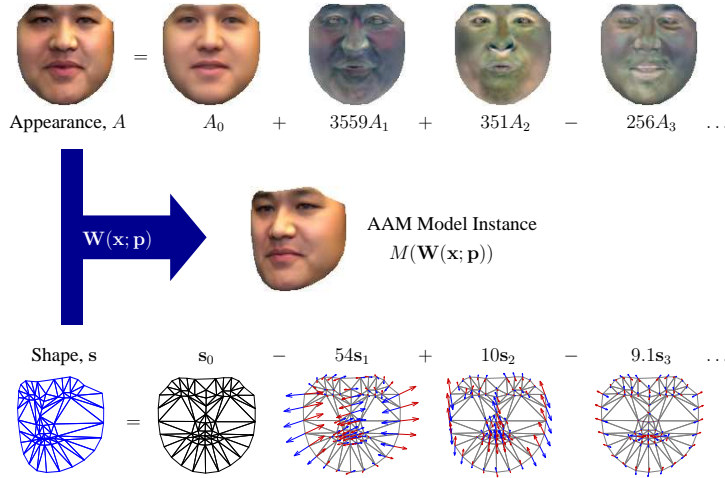 =
Appearance, A A₀ + 3559A₁ + 351A₂ − 256A₃ ...
W(x; p)
AAM Model Instance
M(W(x; p))
Shape, s s₀ − 54s₁ + 10s₂ − 9.1s₃ ...
=